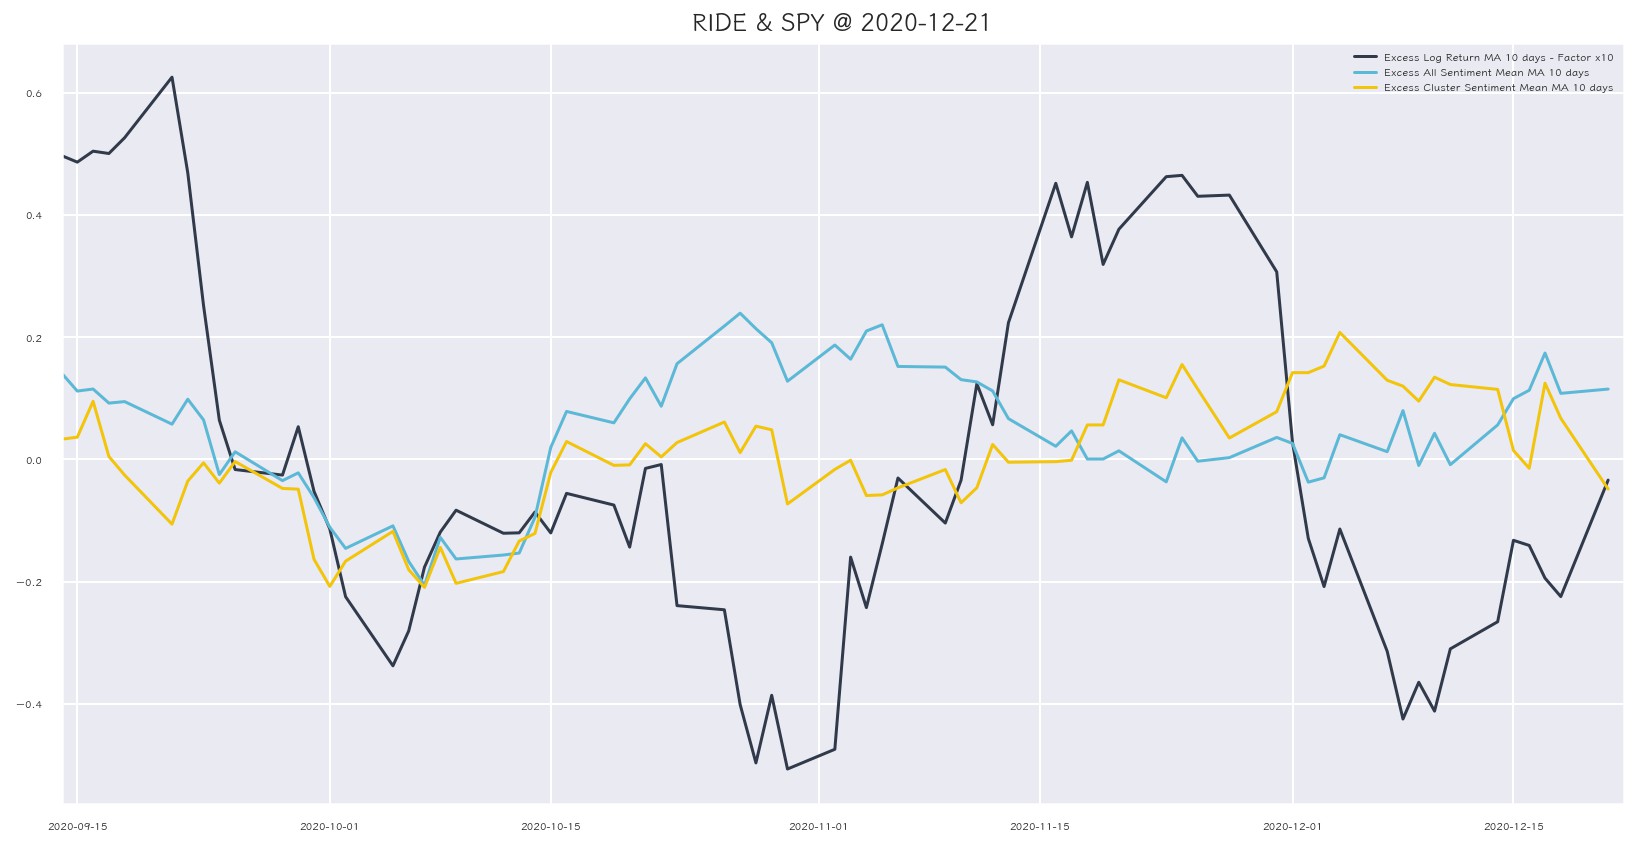 RIDE & SPY @ 2020-12-21
Excess Log Return MA 10 days - Factor x10
Excess All Sentiment Mean MA 10 days
Excess Cluster Sentiment Mean MA 10 days
0.6
0.4
0.2
0.0
−0.2
−0.4
2020-09-15 2020-10-01 2020-10-15 2020-11-01 2020-11-15 2020-12-01 2020-12-15